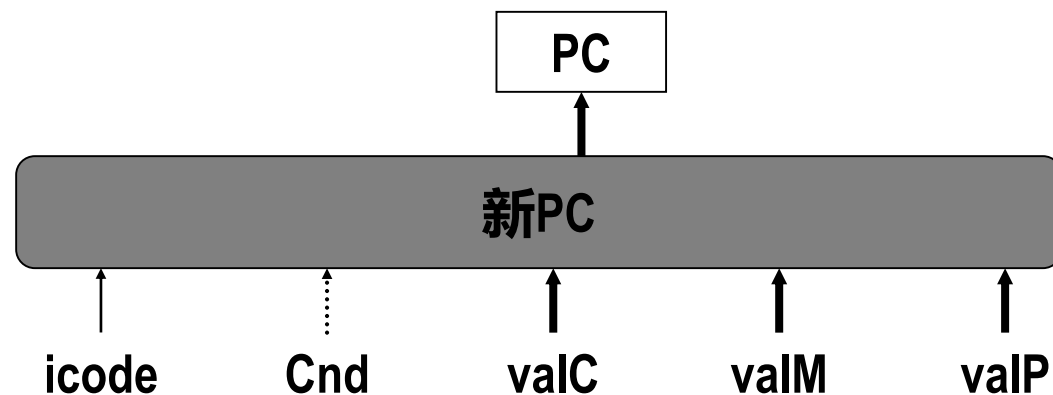 PC
新PC
icode
Cnd
valC
valM
valP